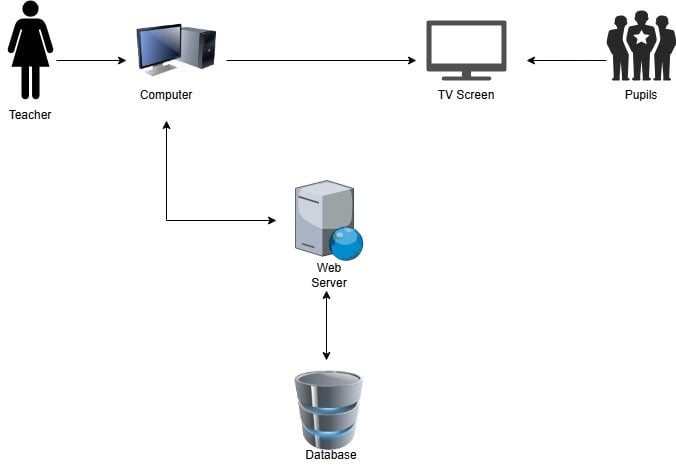 Teacher
Computer
TV Screen
Pupils
Web
Server
Database